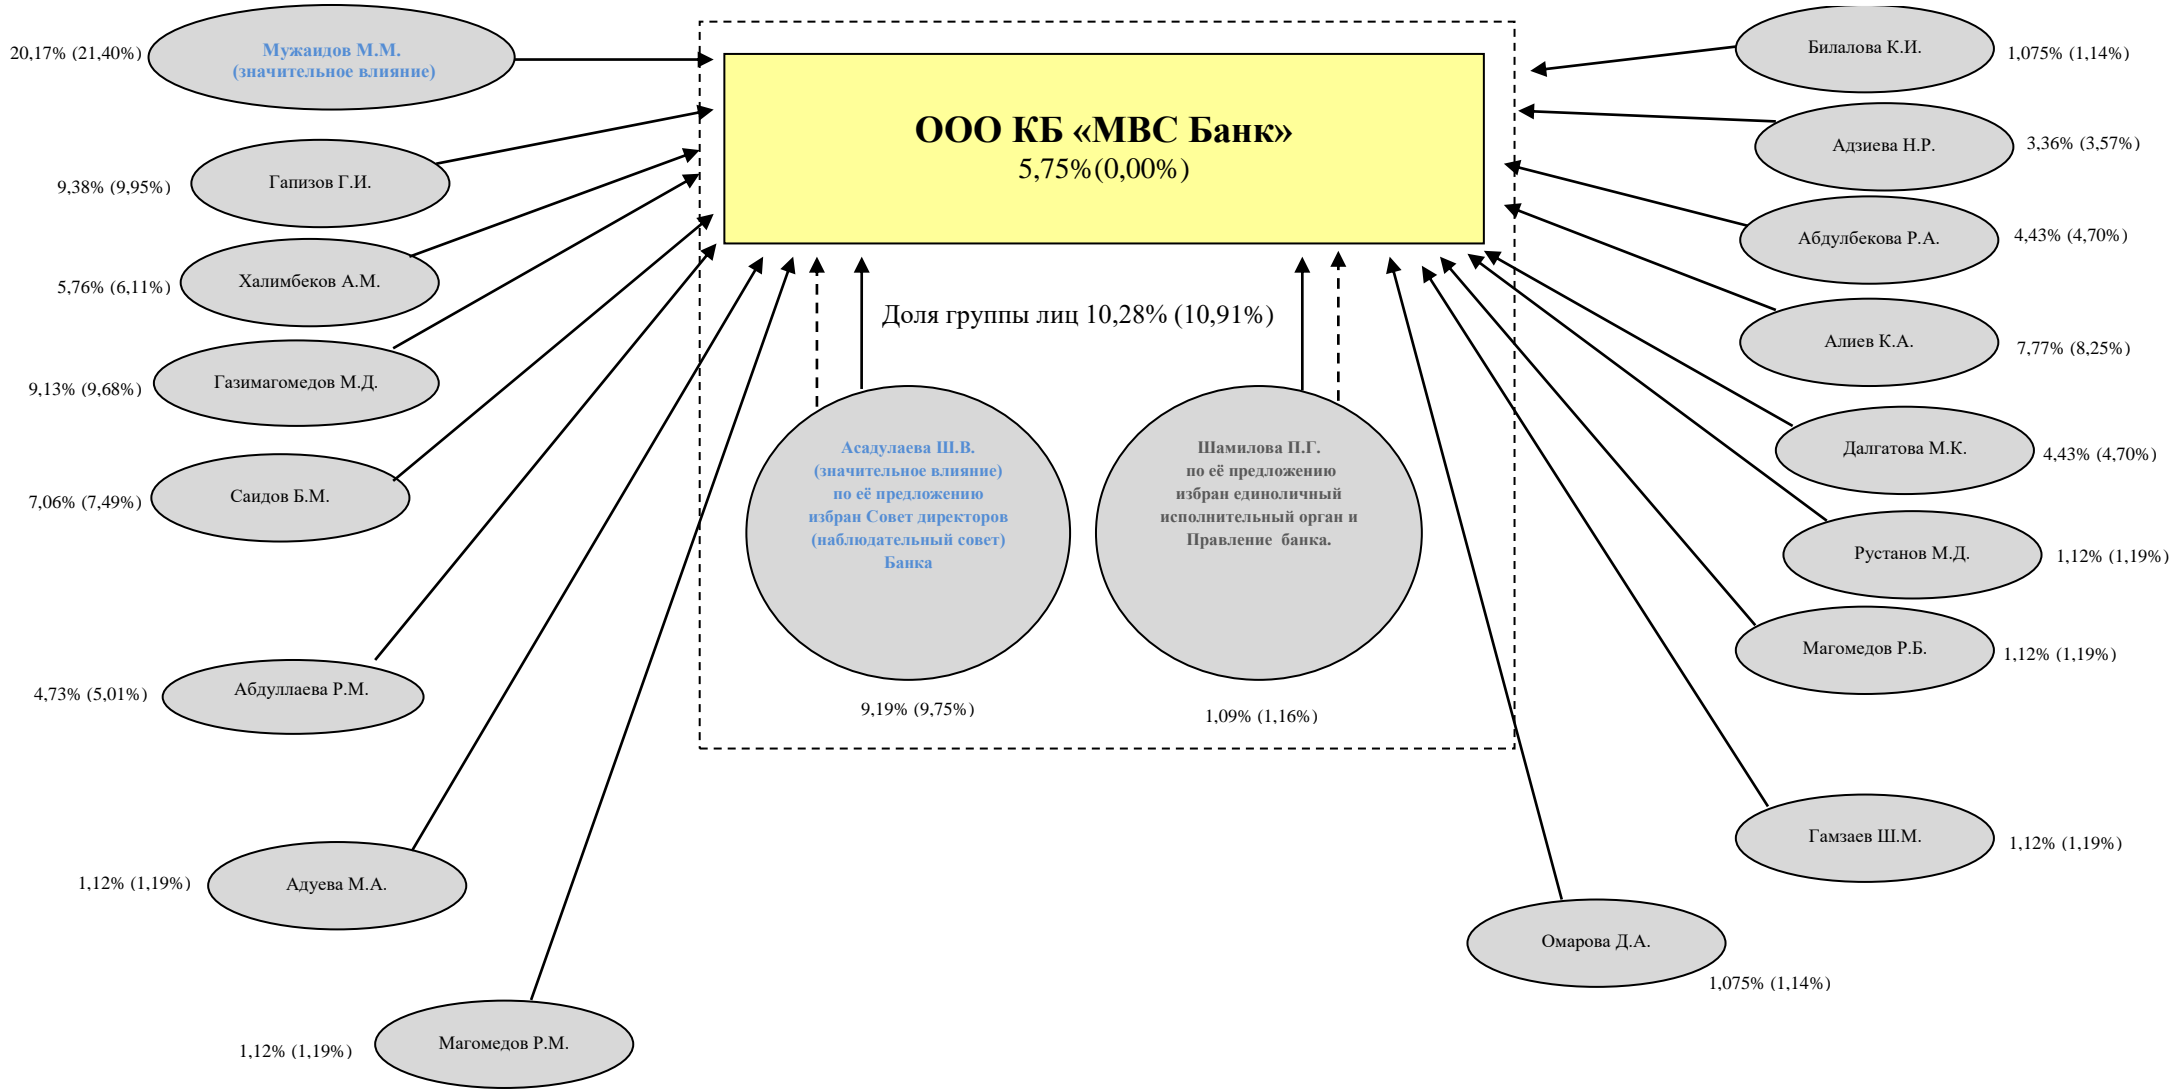 20,17% (21,40%)
Мужаидов М.М.
(значительное влияние)
9,38% (9,95%)
Гапизов Г.И.
5,76% (6,11%)
Халимбеков А.М.
9,13% (9,68%)
Газимагомедов М.Д.
7,06% (7,49%)
Саидов Б.М.
4,73% (5,01%)
Абдуллаева Р.М.
1,12% (1,19%)
Адуева М.А.
1,12% (1,19%)
Магомедов Р.М.
ООО КБ «МВС Банк»
5,75%(0,00%)
Доля группы лиц 10,28% (10,91%)
Асадулаева Ш.В.
(значительное влияние)
по её предложению
избран Совет директоров
(наблюдательный совет)
Банка
9,19% (9,75%)
Шамилова П.Г.
по её предложению
избран единоличный
исполнительный орган и
Правление банка.
1,09% (1,16%)
Билалова К.И.
1,075% (1,14%)
Адзиева Н.Р.
3,36% (3,57%)
Абдулбекова Р.А.
4,43% (4,70%)
Алиев К.А.
7,77% (8,25%)
Далгатова М.К.
4,43% (4,70%)
Рустанов М.Д.
1,12% (1,19%)
Магомедов Р.Б.
1,12% (1,19%)
Гамзаев Ш.М.
1,12% (1,19%)
Омарова Д.А.
1,075% (1,14%)